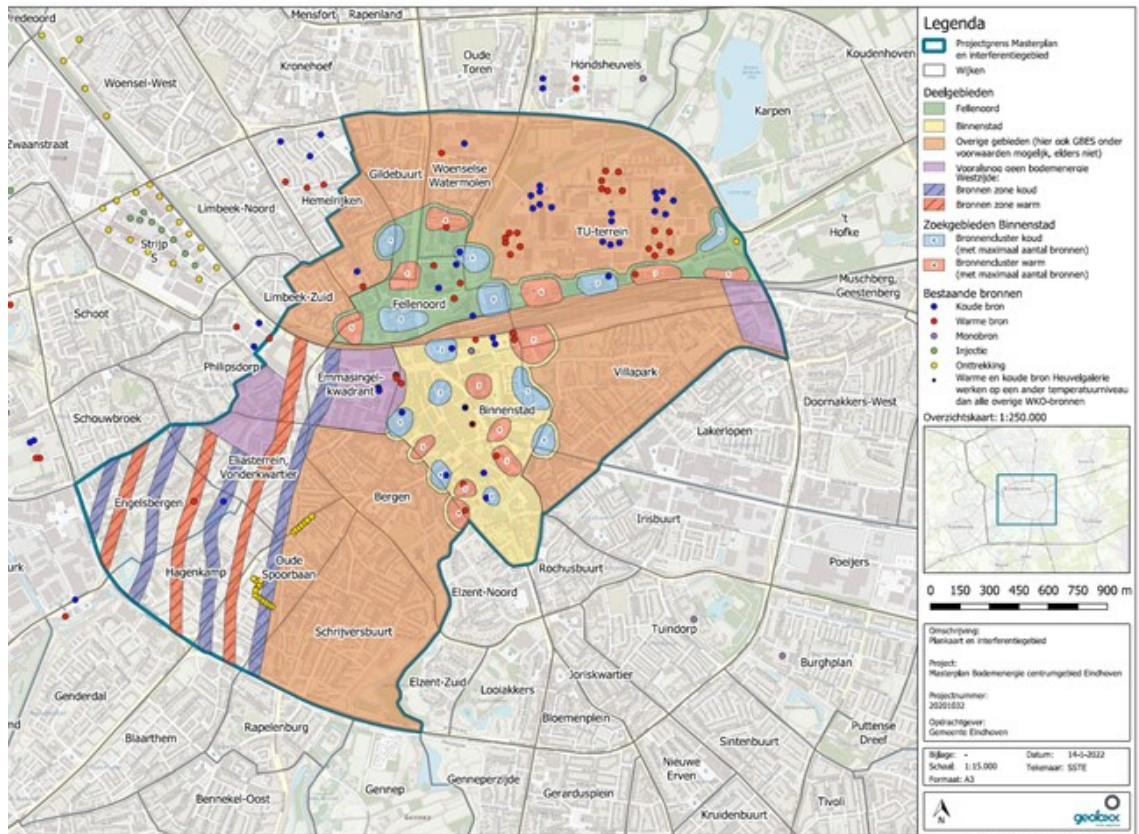 Mensfort
Rapenland
Woensel-West
Kronehoef
Oude
Toren
Hondsheuvels
Koudenhoven
Karpen
Zwaanstraat
Gildebuurt
Woenselse
Watermolen
Limbeek-Noord
Hemelrijken
TU-terrein
't
Hofke
Strijp
S
Limbeek-Zuid
Fellenoord
Muschberg,
Geestenberg
Schoot
Philipsdorp
Emmasingel-
kwadrant
Villapark
Binnenstad
Doornakkers-West
Schouwbroek
Lakerlopen
Eliasterrein,
Vonderkwartier
Engelsbergen
Bergen
Irisbuurt
Hagenkamp
Oude
Spoorbaan
Rochusbuurt
Poeijers
Elzent-Noord
Schrijversbuurt
Tuindorp
Burghplan
Genderdal
Elzent-Zuid
Looiakkers
Joriskwartier
Rapelenburg
Bloemenplein
Blaarthem
Sintenbuurt
Puttense
Dreef
Nieuwe
Erven
Genneperzijde
Bennekel-Oost
Gennep
Gerardusplein
Tivoli
Kruidenbuurt
Legenda
Projectgrens Masterplan
en interferentiegebied
Wijken
Deelgebieden
Fellenoord
Binnenstad
Overige gebieden (hier ook GBES onder
voorwaarden mogelijk, elders niet)
Vooralsnog geen bodemenergie
Westzijde:
Bronnen zone koud
Bronnen zone warm
Zoekgebieden Binnenstad
Bronnencluster koud
(met maximaal aantal bronnen)
Bronnencluster warm
(met maximaal aantal bronnen)
Bestaande bronnen
Koude bron
Warme bron
Monobron
Injectie
Onttrekking
Warme en koude bron Heuvelgalerie
werken op een ander temperatuurniveau
dan alle overige WKO-bronnen
Overzichtskaart: 1:250.000
0 150 300 450 600 750 900 m
Omschrijving:
Plankaart en interferentiegebied
Project:
Masterplan Bodemenergie centrumgebied Eindhoven
Projectnummer:
20201032
Opdrachtgever:
Gemeente Eindhoven
Bijlage: - Datum: 14-1-2022
Schaal: 1:15.000 Tekenaar: SSTE
Formaat: A3
N
geofoxx